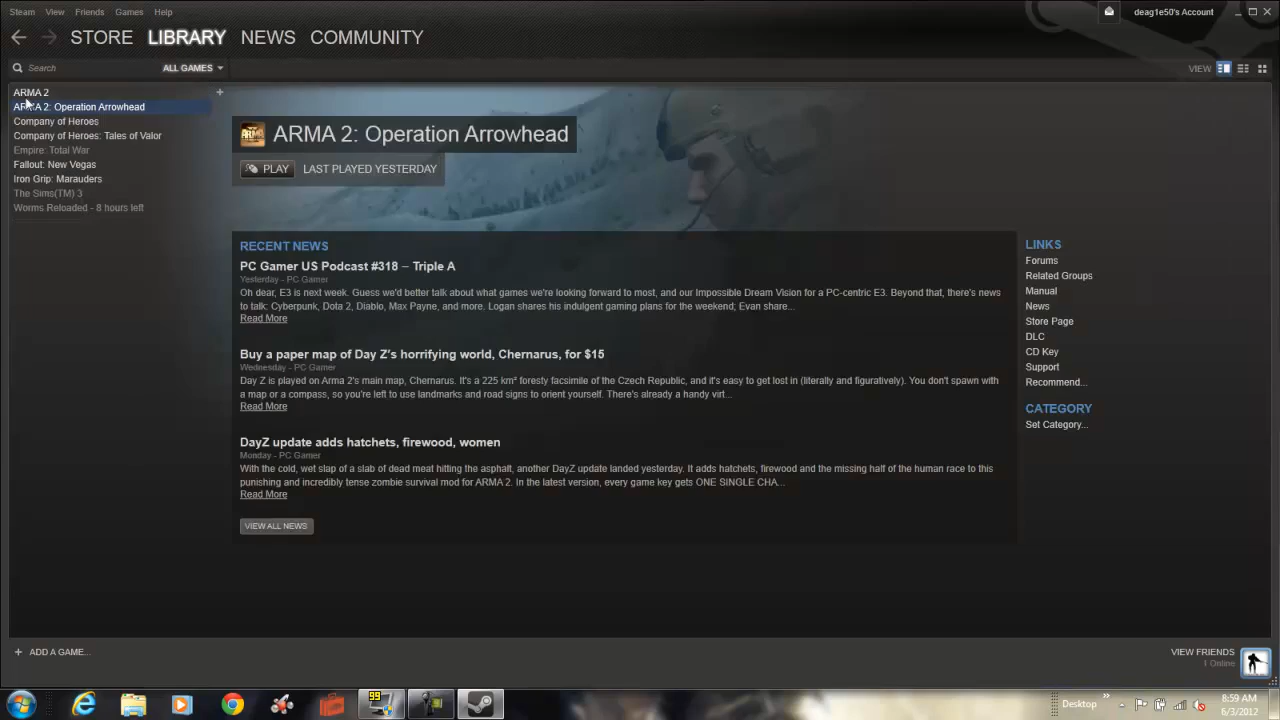 Steam View Friends Games Help deag1e50's Account
STORE LIBRARY NEWS COMMUNITY
Search ALL GAMES VIEW
ARMA 2
ARMA 2: Operation Arrowhead
Company of Heroes
Company of Heroes: Tales of Valor
Empire: Total War
Fallout: New Vegas
Iron Grip: Marauders
The Sims(TM) 3
Worms Reloaded - 8 hours left
ARMA 2: Operation Arrowhead
PLAY LAST PLAYED YESTERDAY
RECENT NEWS
PC Gamer US Podcast #318 – Triple A
Yesterday - PC Gamer
Oh dear, E3 is next week. Guess we'd better talk about what games we're looking forward to most, and our Impossible Dream Vision for a PC-centric E3. Beyond that, there's news
to talk: Cyberpunk, Dota 2, Diablo, Max Payne, and more. Logan shares his indulgent gaming plans for the weekend; Evan share...
Read More
Buy a paper map of Day Z's horrifying world, Chernarus, for $15
Wednesday - PC Gamer
Day Z is played on Arma 2's main map, Chernarus. It's a 225 km² foresty facsimile of the Czech Republic, and it's easy to get lost in (literally and figuratively). You don't spawn with
a map or a compass, so you're left to use landmarks and road signs to orient yourself. There's already a handy virt...
Read More
DayZ update adds hatchets, firewood, women
Monday - PC Gamer
With the cold, wet slap of a slab of dead meat hitting the asphalt, another DayZ update landed yesterday. It adds hatchets, firewood and the missing half of the human race to this
punishing and incredibly tense zombie survival mod for ARMA 2. In the latest version, every game key gets ONE SINGLE CHA...
Read More
VIEW ALL NEWS
LINKS
Forums
Related Groups
Manual
News
Store Page
DLC
CD Key
Support
Recommend...
CATEGORY
Set Category...
ADD A GAME...
VIEW FRIENDS
1 Online
99
Desktop
8:59 AM
6/3/2012